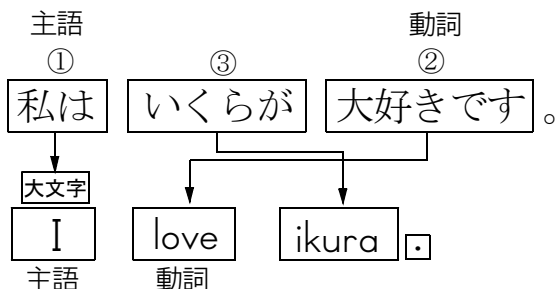 主語 動詞
① ③ ②
私は いくらが 大好きです 。
大文字
I love ikura .
主語 動詞